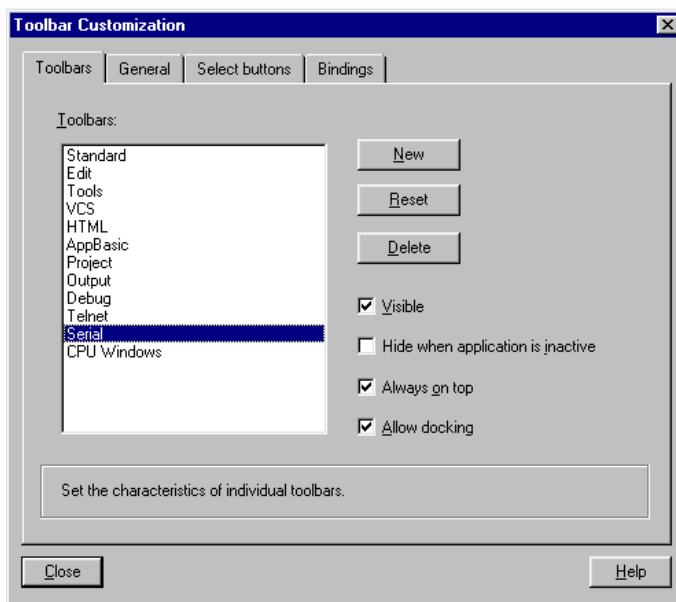 Toolbar Customization
Toolbars General Select buttons Bindings
Toolbars:
Standard
Edit
Tools
VCS
HTML
AppBasic
Project
Output
Debug
Telnet
Serial
CPU Windows
New
Reset
Delete
Visible
Hide when application is inactive
Always on top
Allow docking
Set the characteristics of individual toolbars.
Close Help